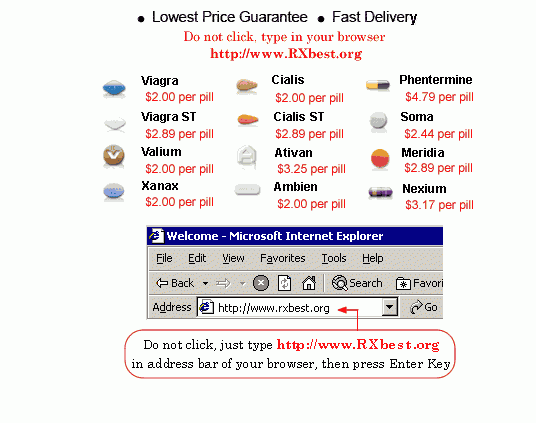 • Lowest Price Guarantee • Fast Delivery
Do not click, type in your browser
http://www.RXbest.org
Viagra Cialis Phentermine
$2.00 per pill $2.00 per pill $4.79 per pill
Viagra ST Cialis ST Soma
$2.89 per pill $2.89 per pill $2.44 per pill
Valium Ativan Meridia
$2.00 per pill $3.25 per pill $2.89 per pill
Xanax Ambien Nexium
$2.00 per pill $2.00 per pill $3.17 per pill
Welcome - Microsoft Internet Explorer
File Edit View Favorites Tools Help
Back Search Favori
Address http://www.rxbest.org Go
Do not click, just type http://www.RXbest.org
in address bar of your browser, then press Enter Key